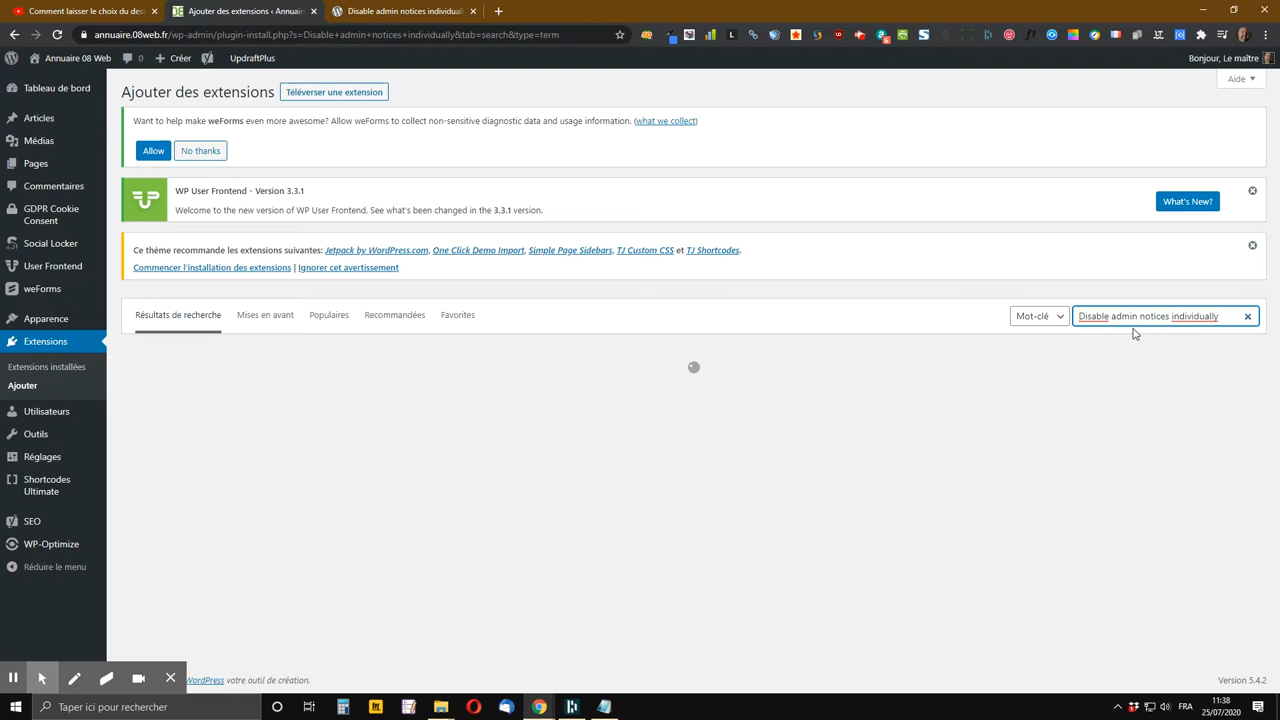 Comment laisser le choix du des
Ajouter des extensions ‹ Annuaire
Disable admin notices individuall
annuaire.08web.fr/wp-admin/plugin-install.php?s=Disable+admin+notices+individually&tab=search&type=term
Annuaire 08 Web
0
Créer
UpdraftPlus
Bonjour, Le maître
Tableau de bord
Articles
Médias
Pages
Commentaires
GDPR Cookie
Consent
Social Locker
User Frontend
weForms
Apparence
Extensions
Extensions installées
Ajouter
Utilisateurs
Outils
Réglages
Shortcodes
Ultimate
SEO
WP-Optimize
Réduire le menu
Aide
Ajouter des extensions
Téléverser une extension
Want to help make weForms even more awesome? Allow weForms to collect non-sensitive diagnostic data and usage information. (what we collect)
Allow
No thanks
WP User Frontend - Version 3.3.1
Welcome to the new version of WP User Frontend. See what's been changed in the 3.3.1 version.
What's New?
Ce thème recommande les extensions suivantes: Jetpack by WordPress.com, One Click Demo Import, Simple Page Sidebars, TJ Custom CSS et TJ Shortcodes.
Commencer l'installation des extensions | Ignorer cet avertissement
Résultats de recherche
Mises en avant
Populaires
Recommandées
Favorites
Mot-clé
Disable admin notices individually
WordPress votre outil de création.
Version 5.4.2
Taper ici pour rechercher
FRA
11:38
25/07/2020